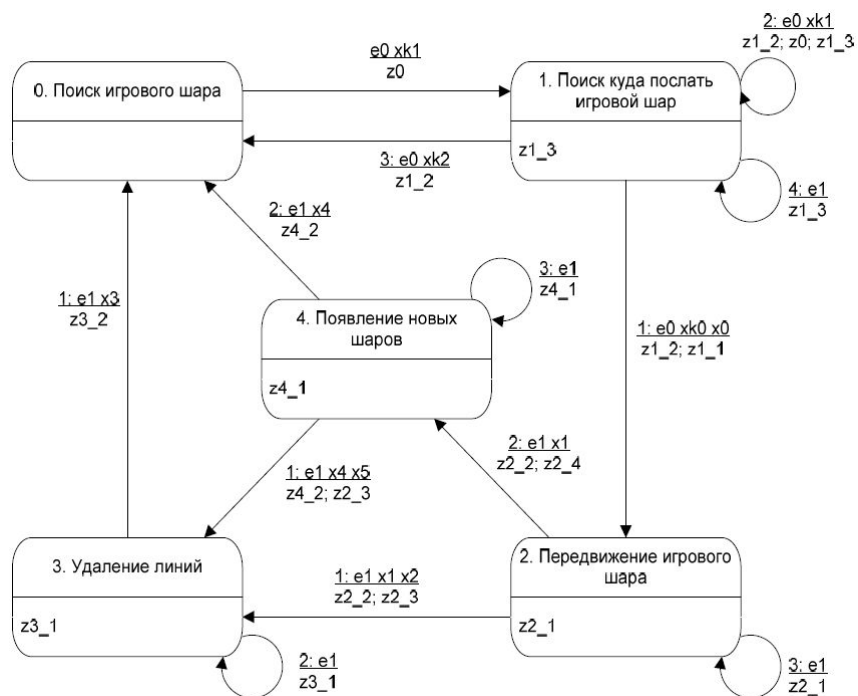 2: e0 xk1
z1_2; z0; z1_3
e0 xk1
z0
0. Поиск игрового шара
1. Поиск куда послать
игровой шар
z1_3
3: e0 xk2
z1_2
4: e1
z1_3
2: e1 x4
z4_2
3: e1
z4_1
1: e1 x3
z3_2
4. Появление новых
шаров
z4_1
1: e0 xk0 x0
z1_2; z1_1
2: e1 x1
z2_2; z2_4
1: e1 x4 x5
z4_2; z2_3
3. Удаление линий
z3_1
2. Передвижение игрового
шара
z2_1
1: e1 x1 x2
z2_2; z2_3
2: e1
z3_1
3: e1
z2_1